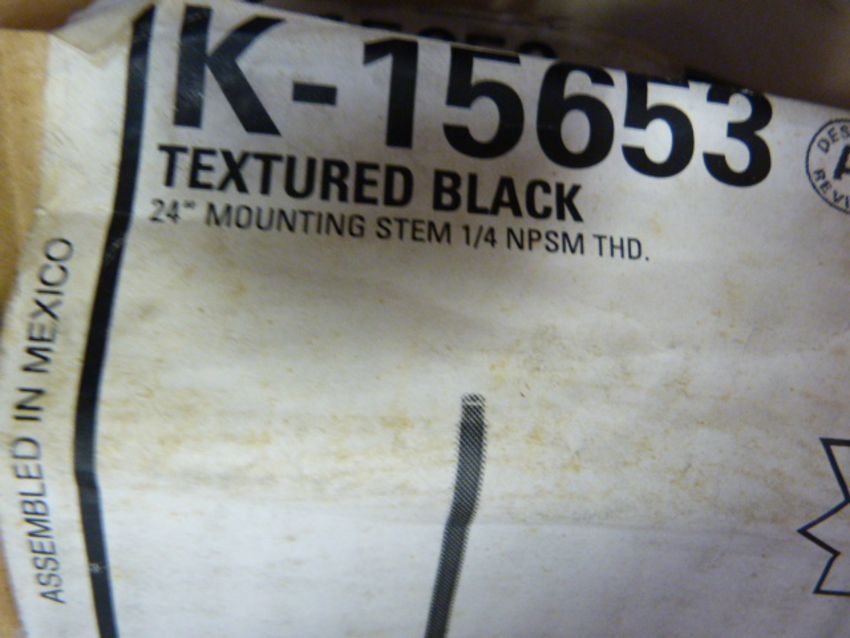 K-15653
TEXTURED BLACK
24" MOUNTING STEM 1/4 NPSM THD.
ASSEMBLED IN MEXICO